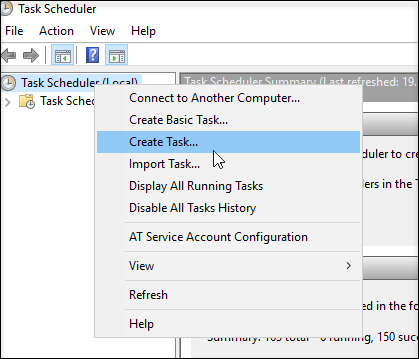 Task Scheduler
File Action View Help
Task Scheduler (Local)
Task Sched
Task Scheduler Summary (Last refreshed: 19.
Connect to Another Computer...
Create Basic Task...
Create Task...
Import Task...
Display All Running Tasks
Disable All Tasks History
AT Service Account Configuration
View
Refresh
Help
duler to cre
ders in the T
ed in the fo
Summary: 165 total - 0 running, 150 succ